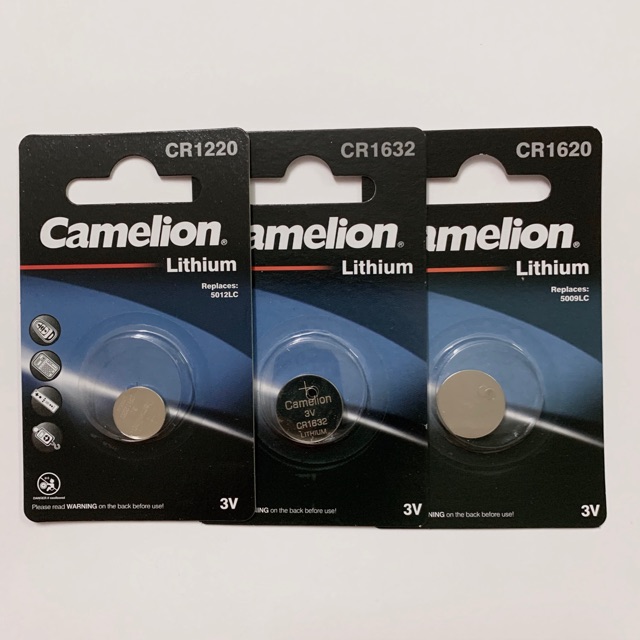 CR1220
Camelion®
Lithium
Replaces:
5012LC
3V
Please read WARNING on the back before use!
CR1632
amelion®
Lithium
Camelion
3V
CR1632
LITHIUM
3V
NING on the back before use!
CR1620
amelion®
Lithium
Replaces:
5009LC
3V
NING on the back before use!